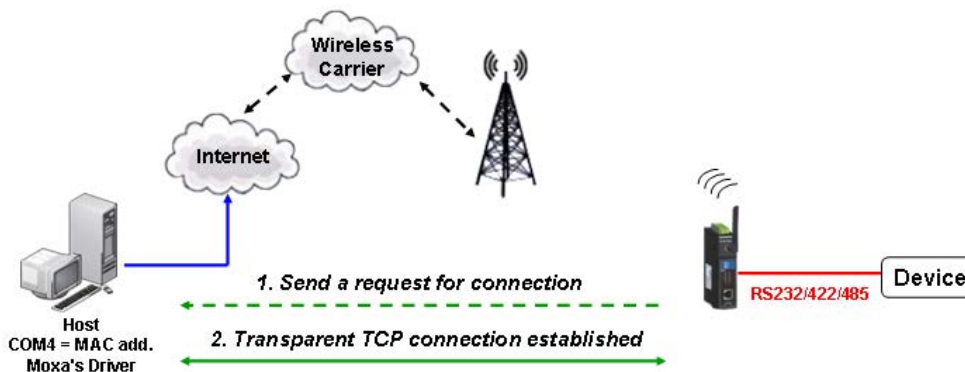 Wireless
Carrier
Internet
1. Send a request for connection
RS232/422/485
Device
Host
COM4 = MAC add.
Moxa's Driver
2. Transparent TCP connection established